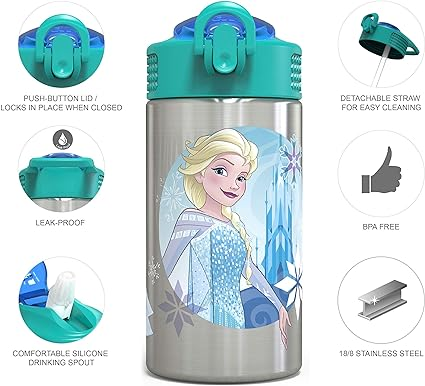 PUSH-BUTTON LID /
LOCKS IN PLACE WHEN CLOSED
DETACHABLE STRAW
FOR EASY CLEANING
LEAK-PROOF
BPA FREE
COMFORTABLE SILICONE
DRINKING SPOUT
18/8 STAINLESS STEEL